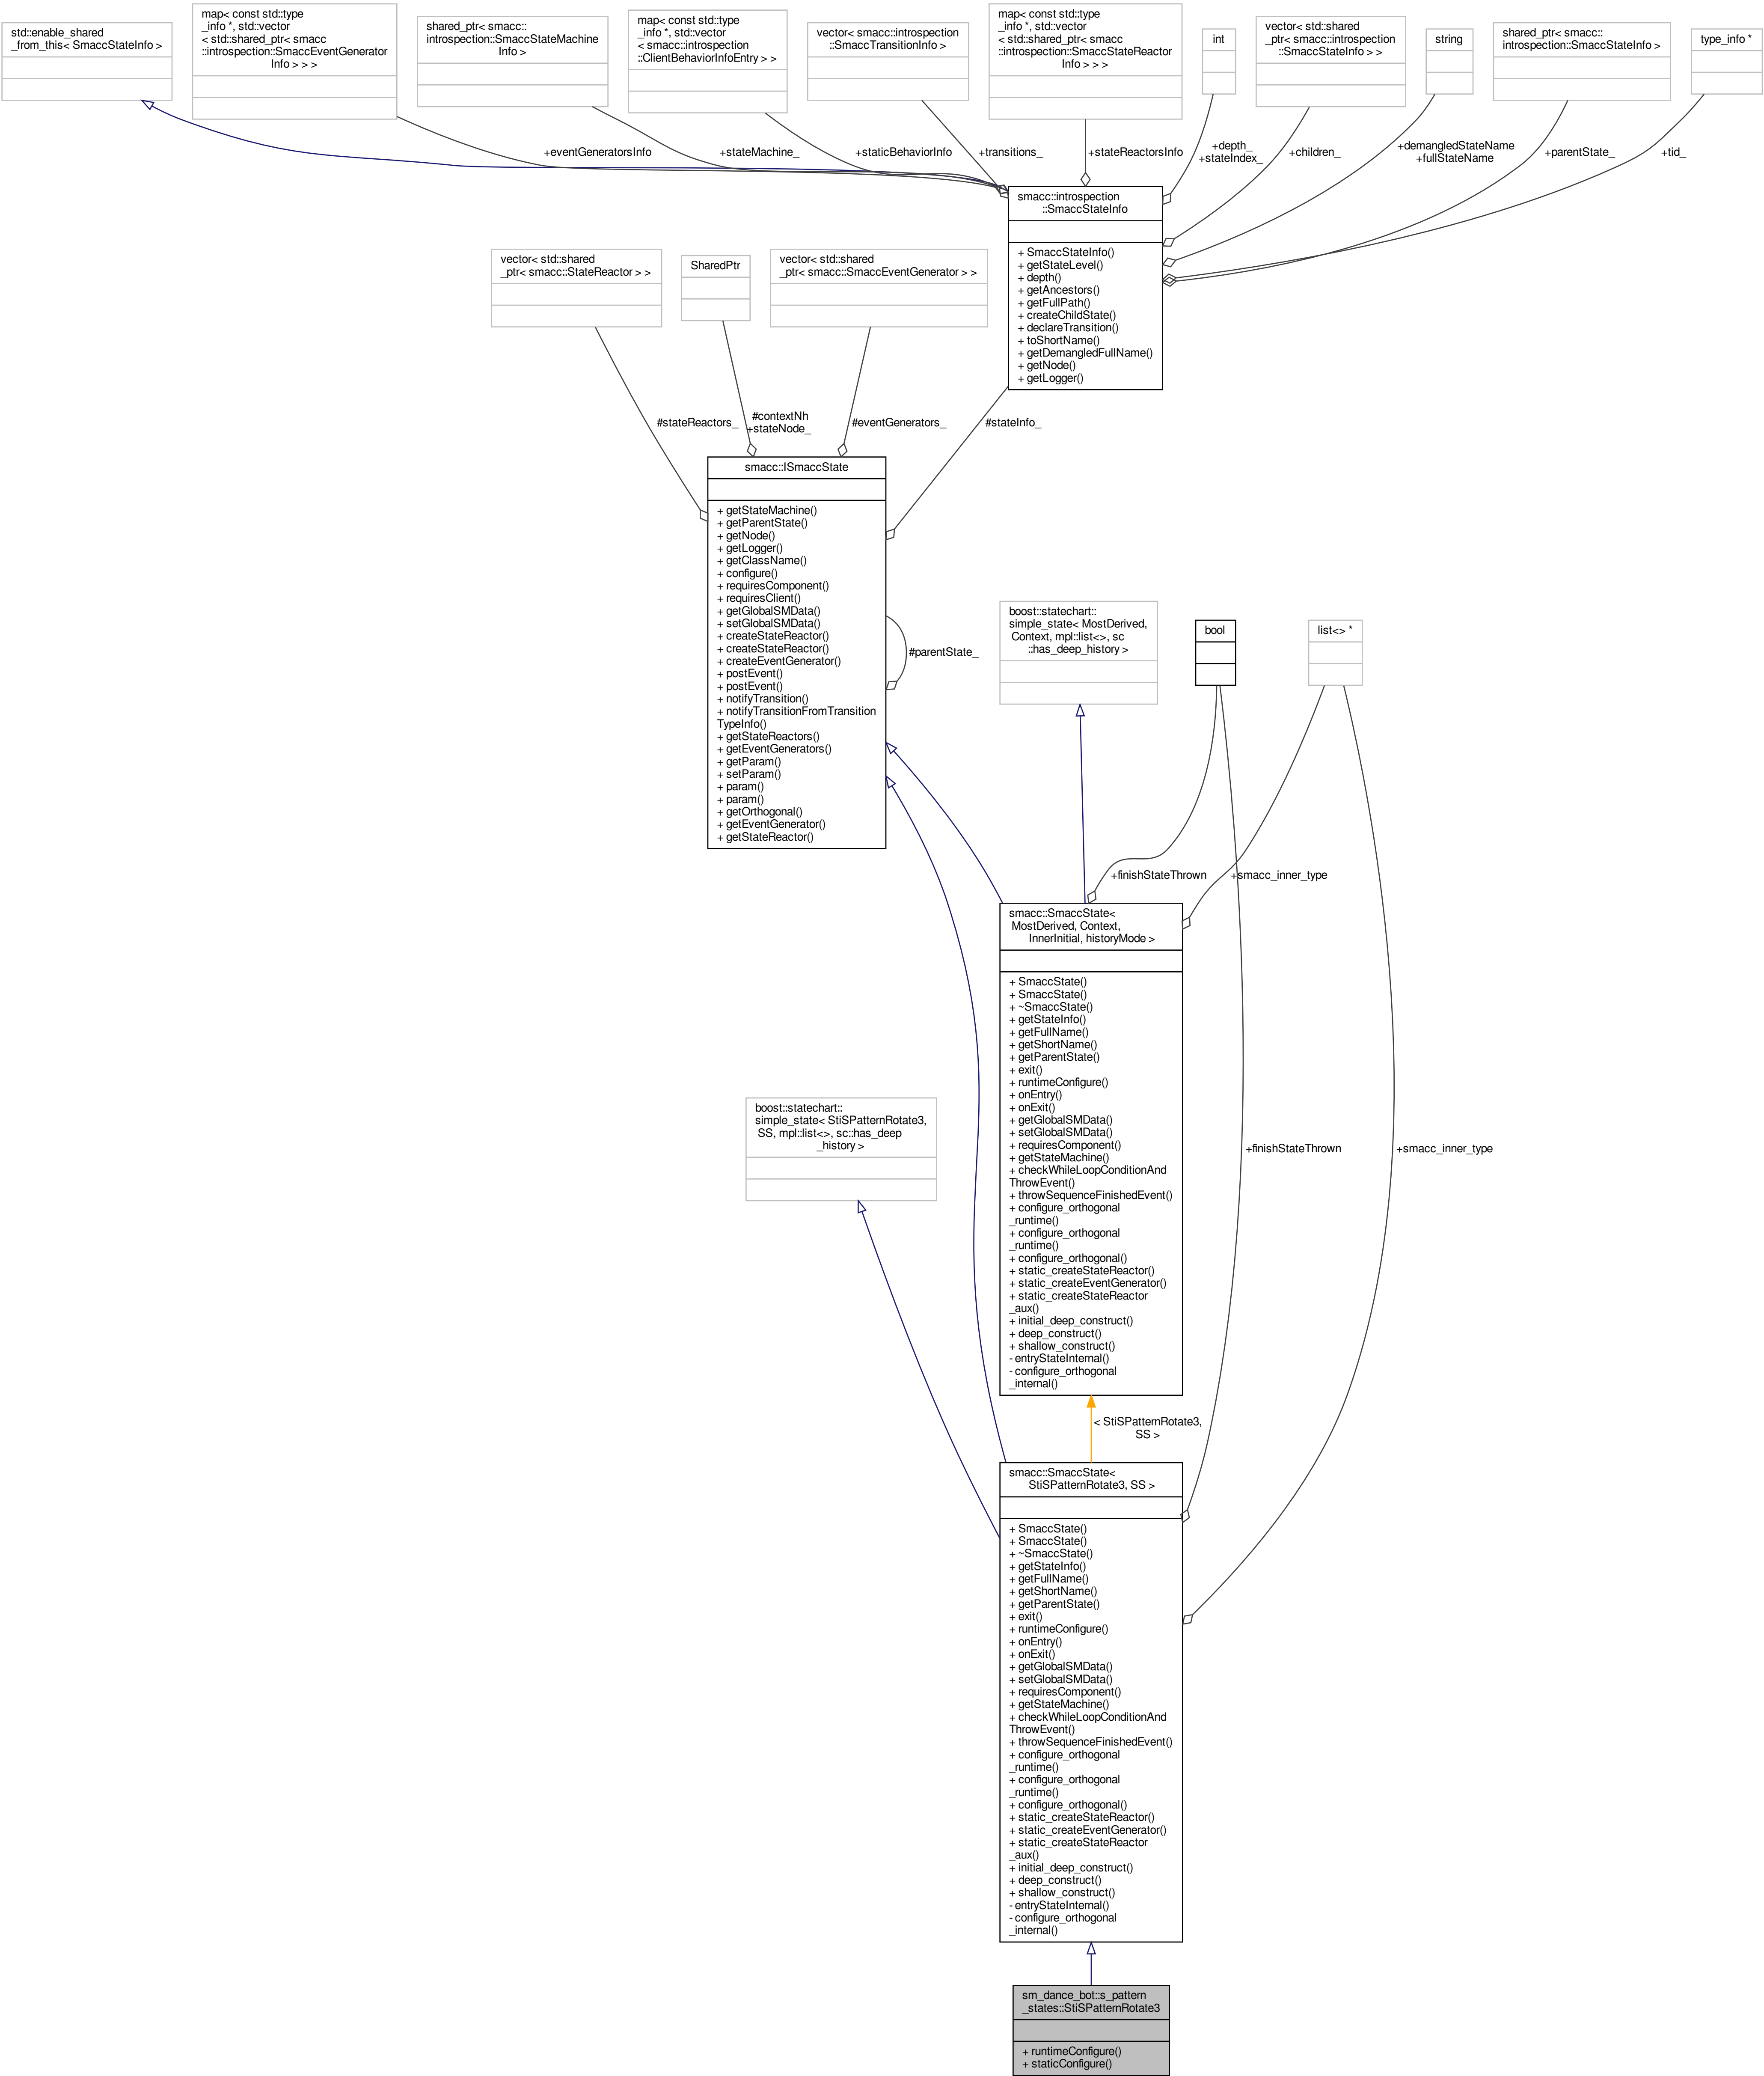 std::enable_shared
_from_this< SmaccStateInfo >
map< const std::type
_info *, std::vector
< std::shared_ptr< smacc
::introspection::SmaccEventGenerator
Info > > >
shared_ptr< smacc::
introspection::SmaccStateMachine
Info >
map< const std::type
_info *, std::vector
< smacc::introspection
::ClientBehaviorInfoEntry > >
vector< smacc::introspection
::SmaccTransitionInfo >
map< const std::type
_info *, std::vector
< std::shared_ptr< smacc
::introspection::SmaccStateReactor
Info > > >
int
vector< std::shared
_ptr< smacc::introspection
::SmaccStateInfo > >
string
shared_ptr< smacc::
introspection::SmaccStateInfo >
type_info *
+eventGeneratorsInfo
+stateMachine_
+staticBehaviorInfo
+transitions_
+stateReactorsInfo
+depth_
+stateIndex_
+children_
+demangledStateName
+fullStateName
+parentState_
+tid_
smacc::introspection
::SmaccStateInfo
+ SmaccStateInfo()
+ getStateLevel()
+ depth()
+ getAncestors()
+ getFullPath()
+ createChildState()
+ declareTransition()
+ toShortName()
+ getDemangledFullName()
+ getNode()
+ getLogger()
vector< std::shared
_ptr< smacc::StateReactor > >
SharedPtr
vector< std::shared
_ptr< smacc::SmaccEventGenerator > >
#stateReactors_
#contextNh
+stateNode_
#eventGenerators_
#stateInfo_
smacc::ISmaccState
+ getStateMachine()
+ getParentState()
+ getNode()
+ getLogger()
+ getClassName()
+ configure()
+ requiresComponent()
+ requiresClient()
+ getGlobalSMData()
+ setGlobalSMData()
+ createStateReactor()
+ createStateReactor()
+ createEventGenerator()
+ postEvent()
+ postEvent()
+ notifyTransition()
+ notifyTransitionFromTransition
TypeInfo()
+ getStateReactors()
+ getEventGenerators()
+ getParam()
+ setParam()
+ param()
+ param()
+ getOrthogonal()
+ getEventGenerator()
+ getStateReactor()
#parentState_
boost::statechart::
simple_state< MostDerived,
Context, mpl::list<>, sc
::has_deep_history >
bool
list<> *
+finishStateThrown
+smacc_inner_type
smacc::SmaccState<
MostDerived, Context,
InnerInitial, historyMode >
+ SmaccState()
+ SmaccState()
+ ~SmaccState()
+ getStateInfo()
+ getFullName()
+ getShortName()
+ getParentState()
+ exit()
+ runtimeConfigure()
+ onEntry()
+ onExit()
+ getGlobalSMData()
+ setGlobalSMData()
+ requiresComponent()
+ getStateMachine()
+ checkWhileLoopConditionAnd
ThrowEvent()
+ throwSequenceFinishedEvent()
+ configure_orthogonal
_runtime()
+ configure_orthogonal
_runtime()
+ configure_orthogonal()
+ static_createStateReactor()
+ static_createEventGenerator()
+ static_createStateReactor
_aux()
+ initial_deep_construct()
+ deep_construct()
+ shallow_construct()
- entryStateInternal()
- configure_orthogonal
_internal()
boost::statechart::
simple_state< StiSPatternRotate3,
SS, mpl::list<>, sc::has_deep
_history >
+finishStateThrown
+smacc_inner_type
< StiSPatternRotate3,
SS >
smacc::SmaccState<
StiSPatternRotate3, SS >
+ SmaccState()
+ SmaccState()
+ ~SmaccState()
+ getStateInfo()
+ getFullName()
+ getShortName()
+ getParentState()
+ exit()
+ runtimeConfigure()
+ onEntry()
+ onExit()
+ getGlobalSMData()
+ setGlobalSMData()
+ requiresComponent()
+ getStateMachine()
+ checkWhileLoopConditionAnd
ThrowEvent()
+ throwSequenceFinishedEvent()
+ configure_orthogonal
_runtime()
+ configure_orthogonal
_runtime()
+ configure_orthogonal()
+ static_createStateReactor()
+ static_createEventGenerator()
+ static_createStateReactor
_aux()
+ initial_deep_construct()
+ deep_construct()
+ shallow_construct()
- entryStateInternal()
- configure_orthogonal
_internal()
sm_dance_bot::s_pattern
_states::StiSPatternRotate3
+ runtimeConfigure()
+ staticConfigure()